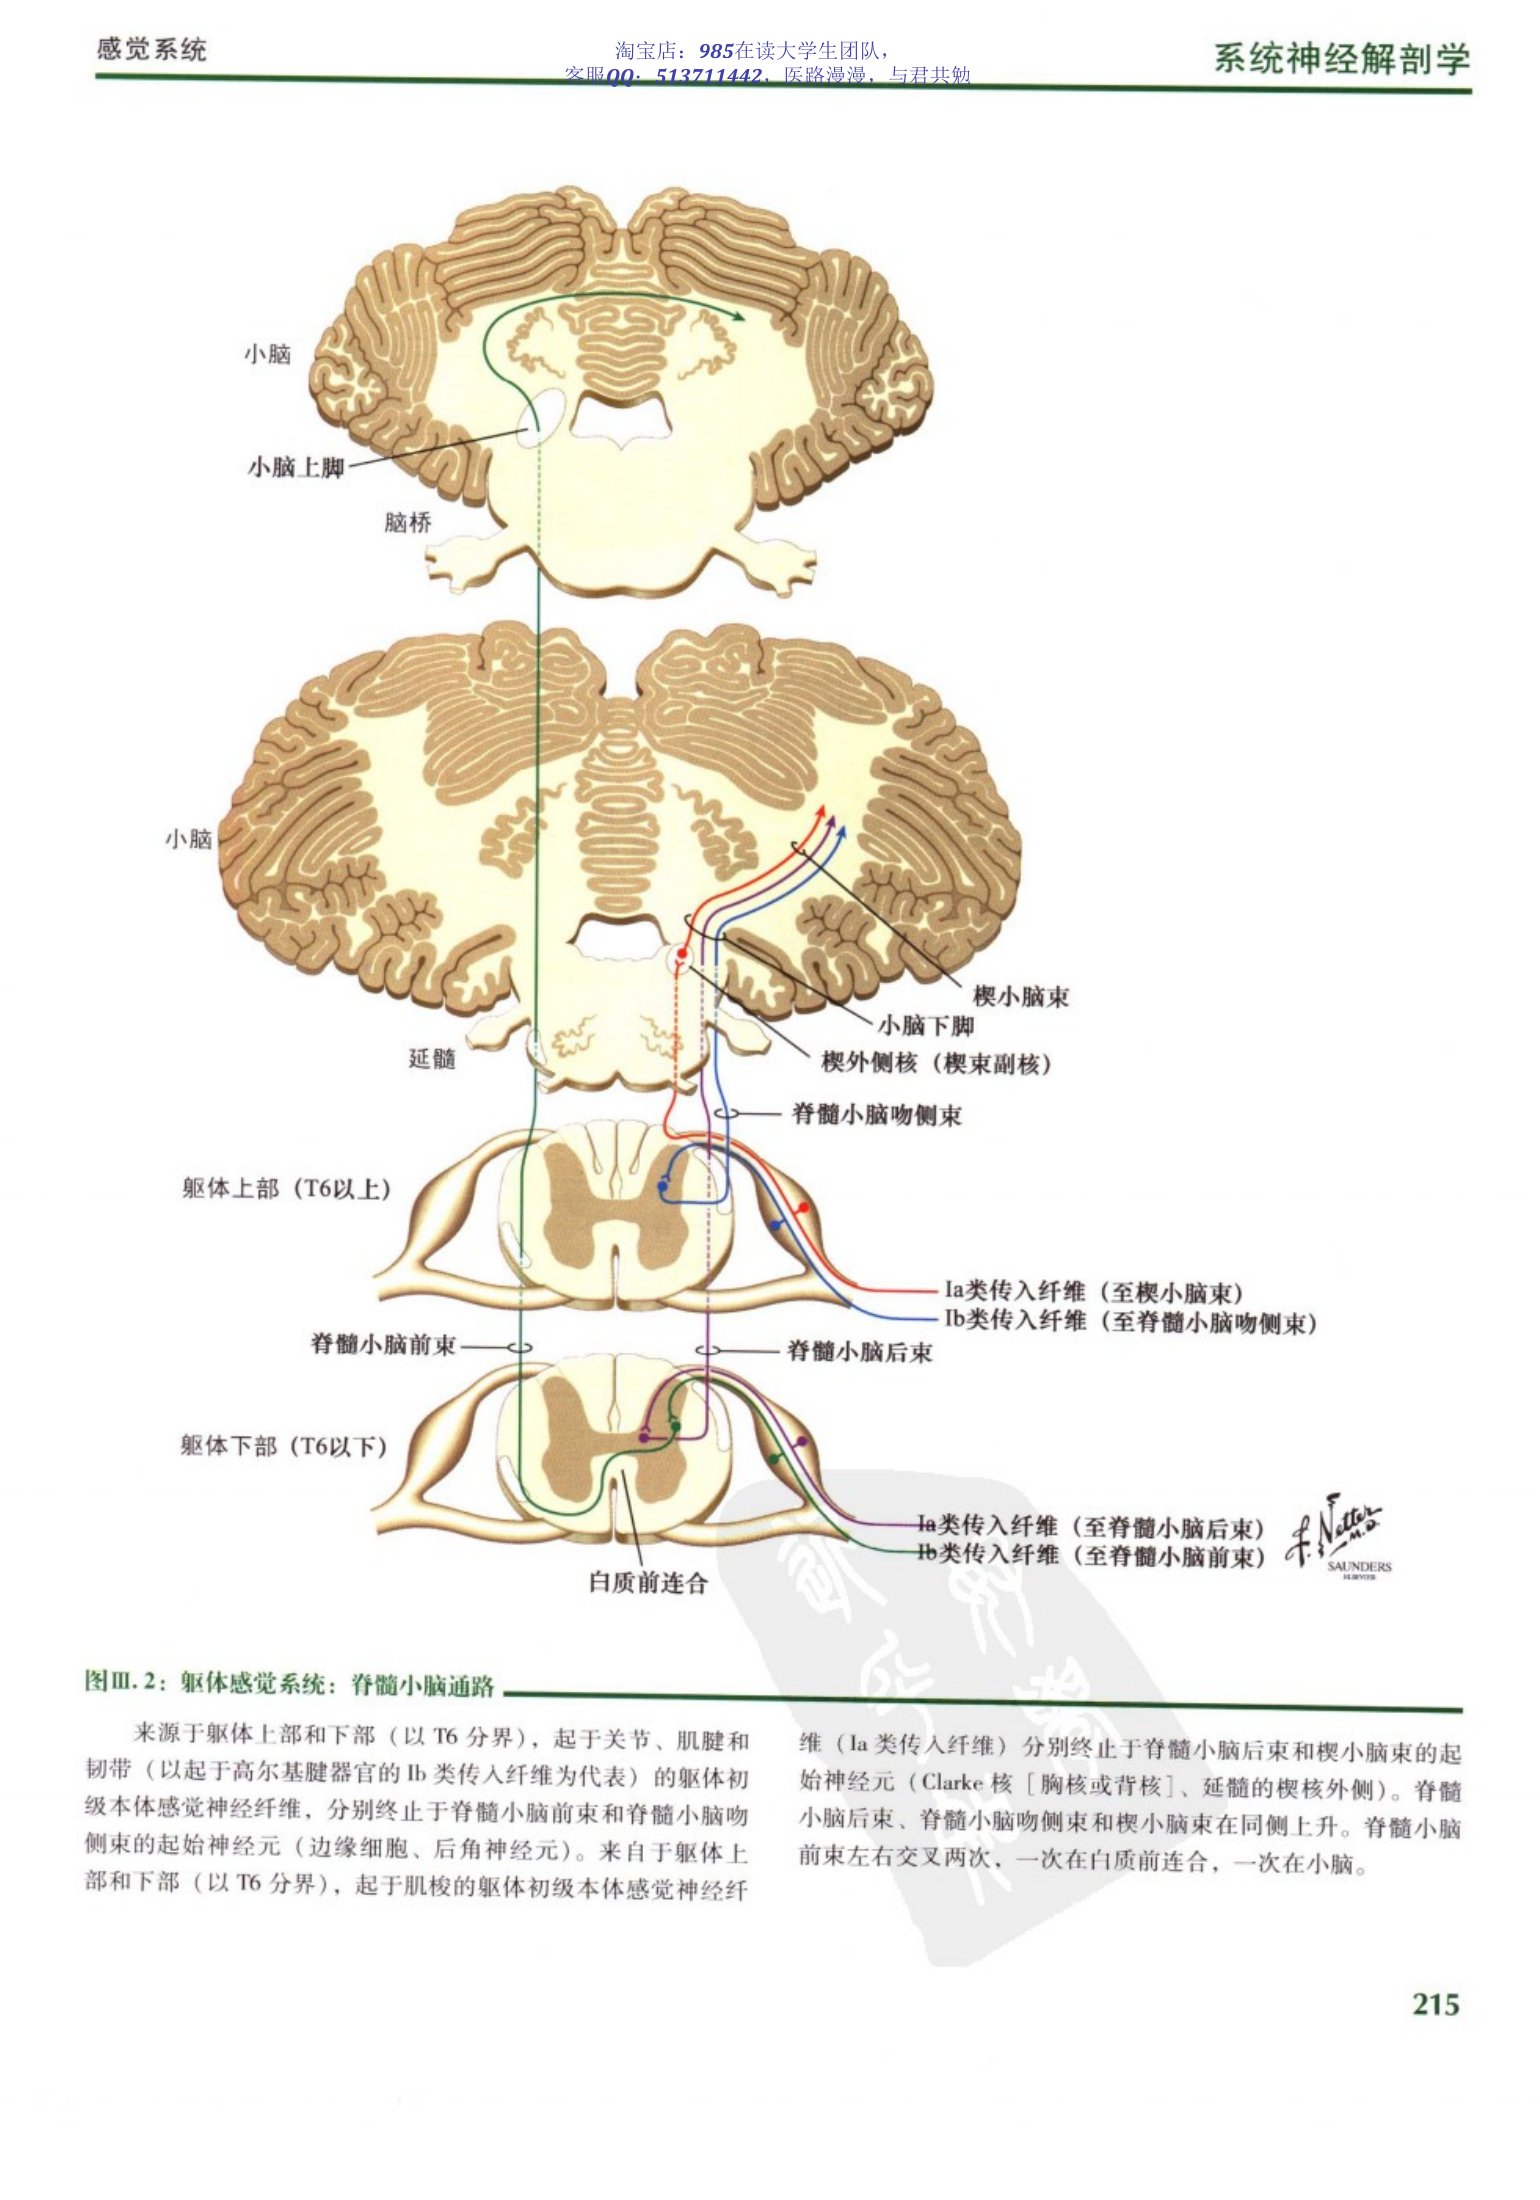 感觉系统
淘宝店：985在读大学生团队，
客服QQ：513711442，医路漫漫，与君共勉
系统神经解剖学
小脑
小脑上脚
脑桥
小脑
楔小脑束
小脑下脚
延髓
楔外侧核（楔束副核）
脊髓小脑吻侧束
躯体上部（T6以上）
Ia类传入纤维（至楔小脑束）
Ib类传入纤维（至脊髓小脑吻侧束）
脊髓小脑前束
脊髓小脑后束
躯体下部（T6以下）
Ia类传入纤维（至脊髓小脑后束）
Ib类传入纤维（至脊髓小脑前束）
白质前连合
F. Netter
M.D.
SAUNDERS
ELSEVIER
图Ⅲ.2：躯体感觉系统：脊髓小脑通路
来源于躯体上部和下部（以 T6 分界），起于关节、肌腱和
韧带（以起于高尔基腱器官的 Ib 类传入纤维为代表）的躯体初
级本体感觉神经纤维，分别终止于脊髓小脑前束和脊髓小脑吻
侧束的起始神经元（边缘细胞、后角神经元）。来自于躯体上
部和下部（以 T6 分界），起于肌梭的躯体初级本体感觉神经纤
维（Ia 类传入纤维）分别终止于脊髓小脑后束和楔小脑束的起
始神经元（Clarke 核［胸核或背核］、延髓的楔核外侧）。脊髓
小脑后束、脊髓小脑吻侧束和楔小脑束在同侧上升。脊髓小脑
前束左右交叉两次，一次在白质前连合，一次在小脑。
215